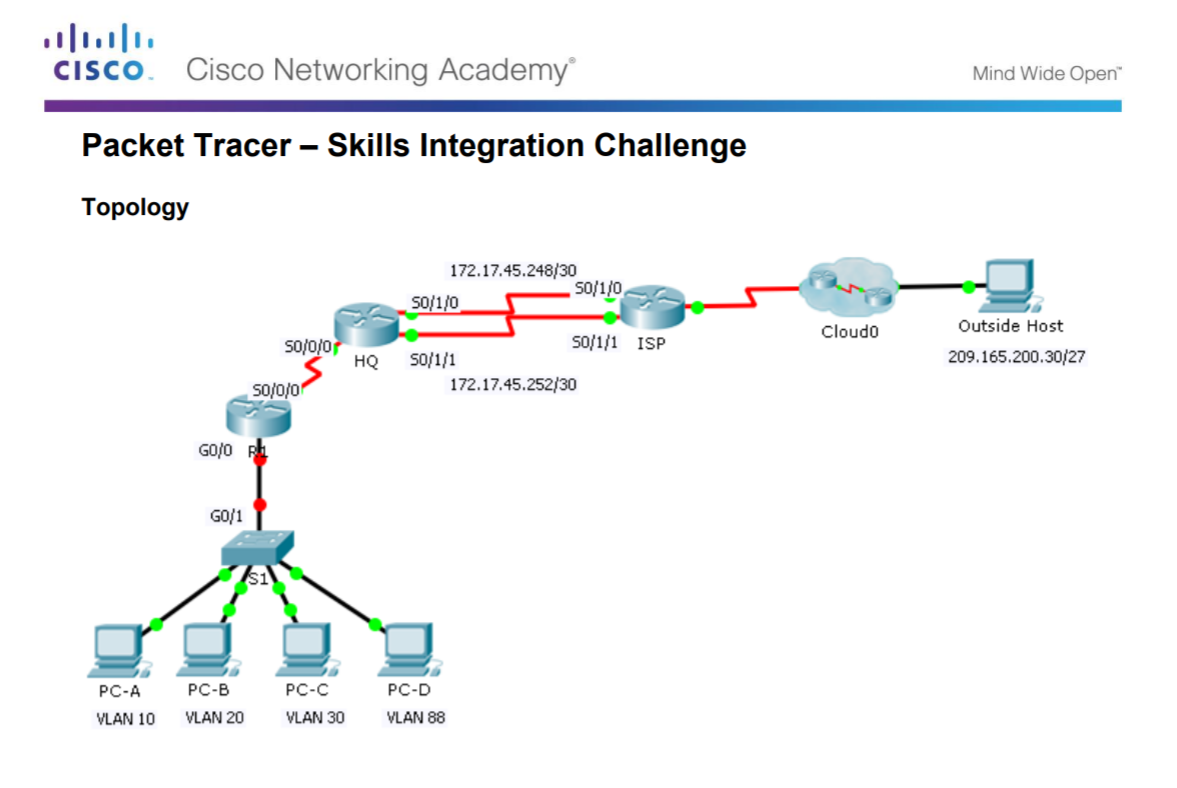 CISCO. Cisco Networking Academy® Mind Wide Open™
Packet Tracer – Skills Integration Challenge
Topology
172.17.45.248/30
S0/1/0 S0/1/0
S0/0/0 HQ S0/1/1 S0/1/1 ISP Cloud0 Outside Host
209.165.200.30/27
172.17.45.252/30
S0/0/0
G0/0 R1
G0/1
S1
PC-A PC-B PC-C PC-D
VLAN 10 VLAN 20 VLAN 30 VLAN 88